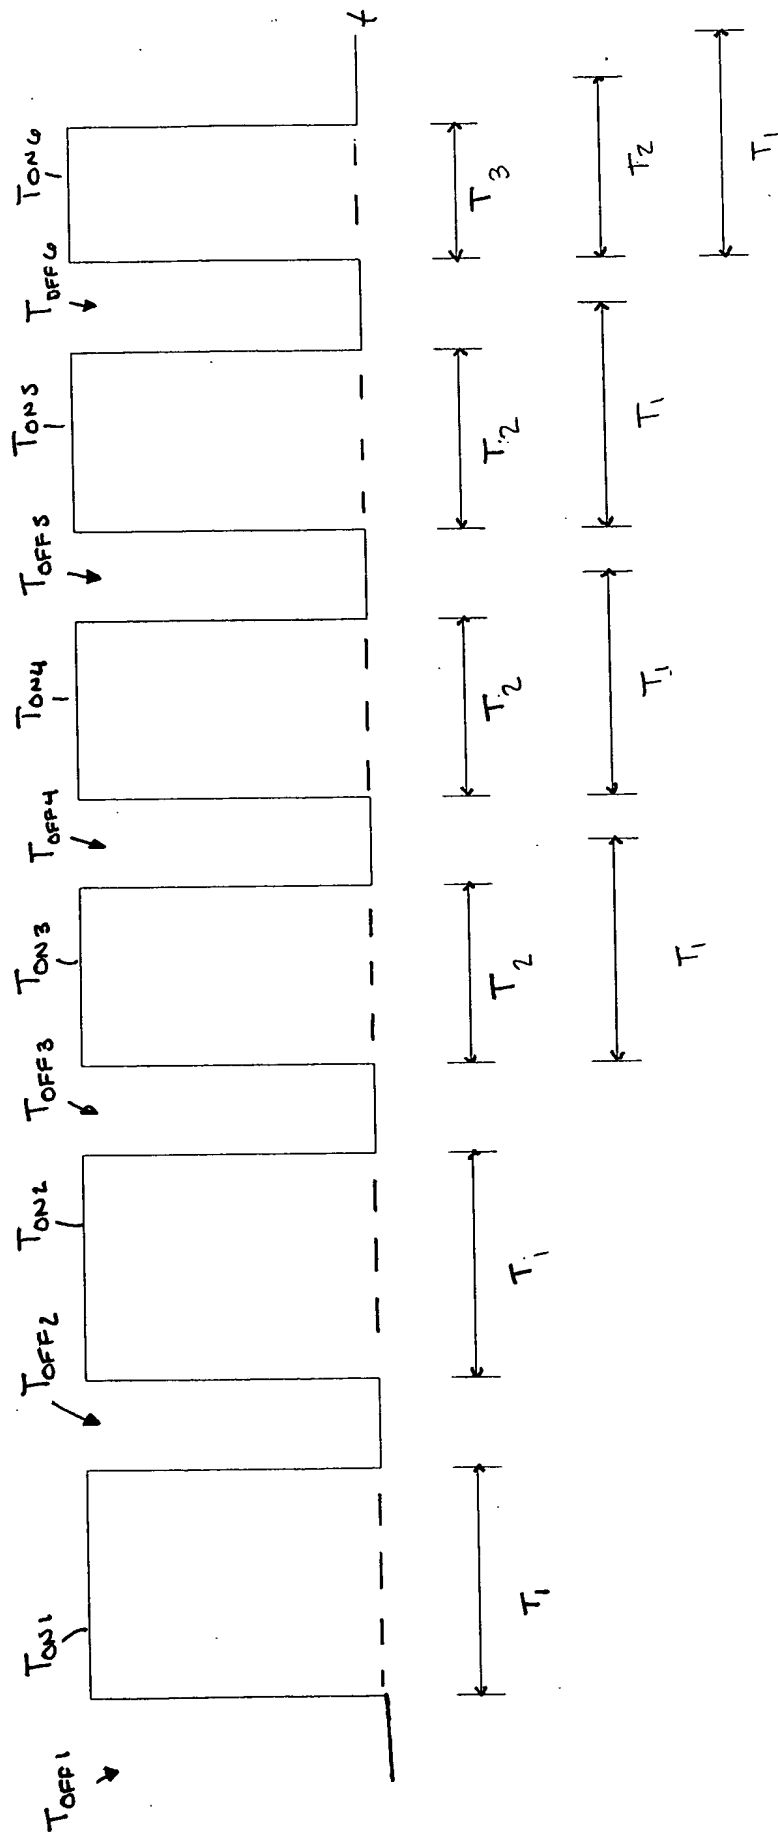 TOFF1 TON1 TOFF2 TON2 TOFF3 TON3 TOFF4 TON4 TOFF5 TON5 TOFF6 TON6
t
T1 T1 T2 T2 T2 T3
T1 T1 T1 T2
T1